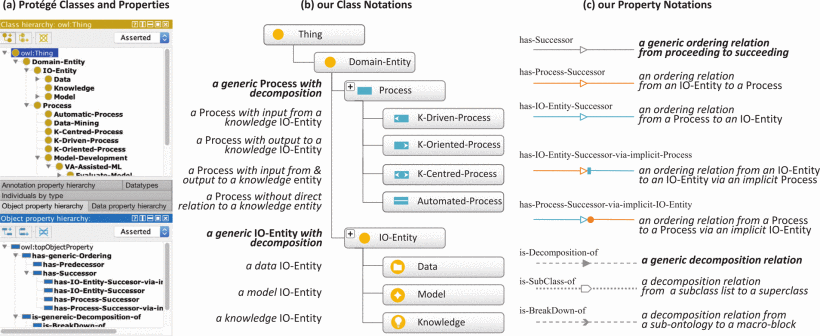 (a) Protégé Classes and Properties
Class hierarchy: owl Thing
Asserted
owl:Thing
Domain-Entity
IO-Entity
Data
Knowledge
Model
Process
Automatic-Process
Data-Mining
K-Centred-Process
K-Driven-Process
K-Oriented-Process
Model-Development
VA-Assisted-ML
Evaluate-Model
Annotation property hierarchy
Datatypes
Individuals by type
Object property hierarchy
Data property hierarchy
Object property hierarchy:
Asserted
owl:topObjectProperty
has-generic-Ordering
has-Predecessor
has-Successor
has-IO-Entity-Succesor-via-in
has-IO-Entity-Successor
has-Process-Successor
has-Process-Successor-via-in
is-genereic-Decomposition-of
is-BreakDown-of
(b) our Class Notations
Thing
Domain-Entity
a generic Process with
decomposition
Process
a Process with input from a
knowledge IO-Entity
K-Driven-Process
a Process with output to a
knowledge IO-Entity
K-Oriented-Process
a Process with input from &
output to a knowledge entity
K-Centred-Process
a Process without direct
relation to a knowledge entity
Automated-Process
a generic IO-Entity with
decomposition
IO-Entity
a data IO-Entity
Data
a model IO-Entity
Model
a knowledge IO-Entity
Knowledge
(c) our Property Notations
has-Successor
a generic ordering relation
from proceeding to succeeding
has-Process-Successor
an ordering relation
from an IO-Entity to a Process
has-IO-Entity-Successor
an ordering relation
from a Process to an IO-Entity
has-IO-Entity-Successor-via-implicit-Process
an ordering relation from an IO-Entity
to an IO-Entity via an implicit Process
has-Process-Successor-via-implicit-IO-Entity
an ordering relation from a Process
to a Process via an implicit IO-Entity
is-Decomposition-of
a generic decomposition relation
is-SubClass-of
a decomposition relation
from a subclass list to a superclass
is-BreakDown-of
a decomposition relation from
a sub-ontology to a macro-block